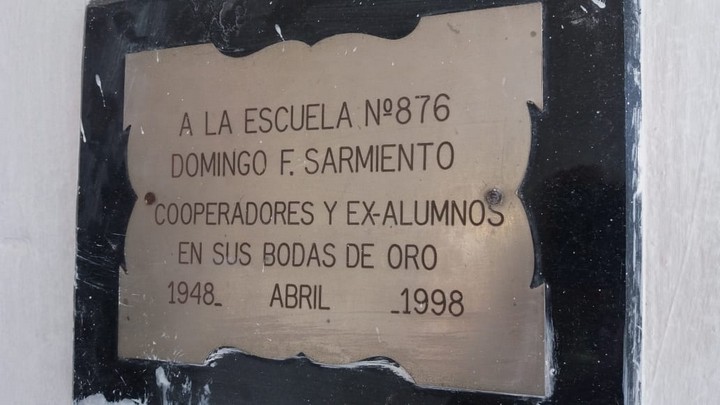 A LA ESCUELA Nº876
DOMINGO F. SARMIENTO
COOPERADORES Y EX-ALUMNOS
EN SUS BODAS DE ORO
1948_ ABRIL _1998